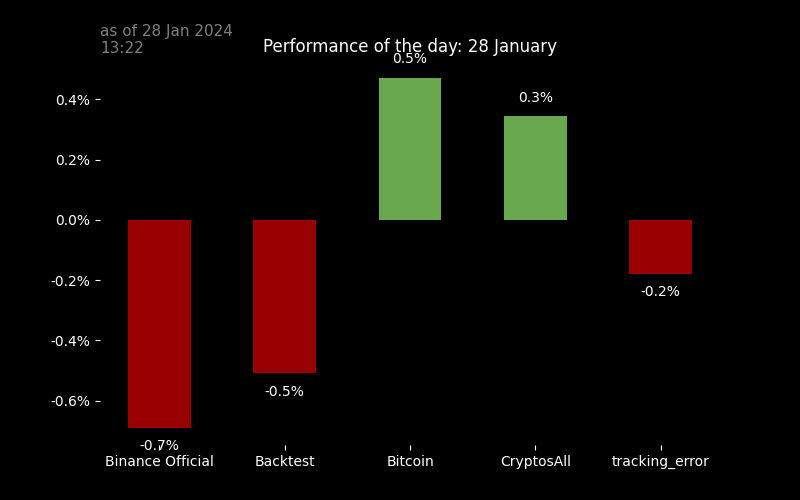 as of 28 Jan 2024
13:22
Performance of the day: 28 January
0.5%
0.4%
0.3%
0.2%
0.0%
-0.2%
-0.2%
-0.4%
-0.5%
-0.6%
-0.7%
Binance Official
Backtest
Bitcoin
CryptosAll
tracking_error